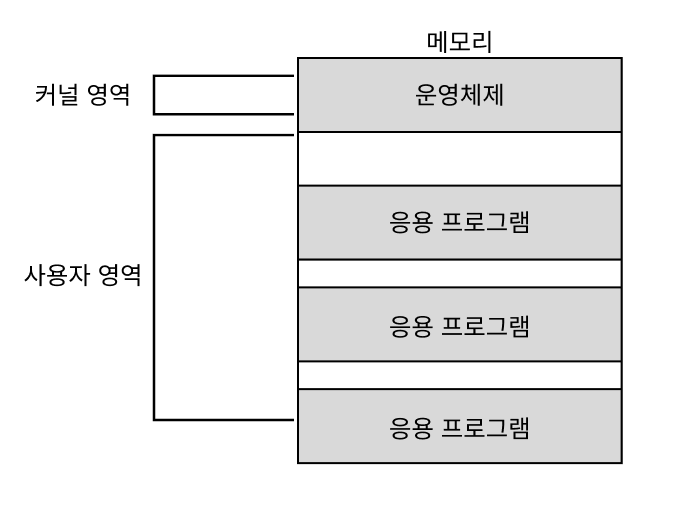 메모리
커널 영역
운영체제
응용 프로그램
사용자 영역
응용 프로그램
응용 프로그램